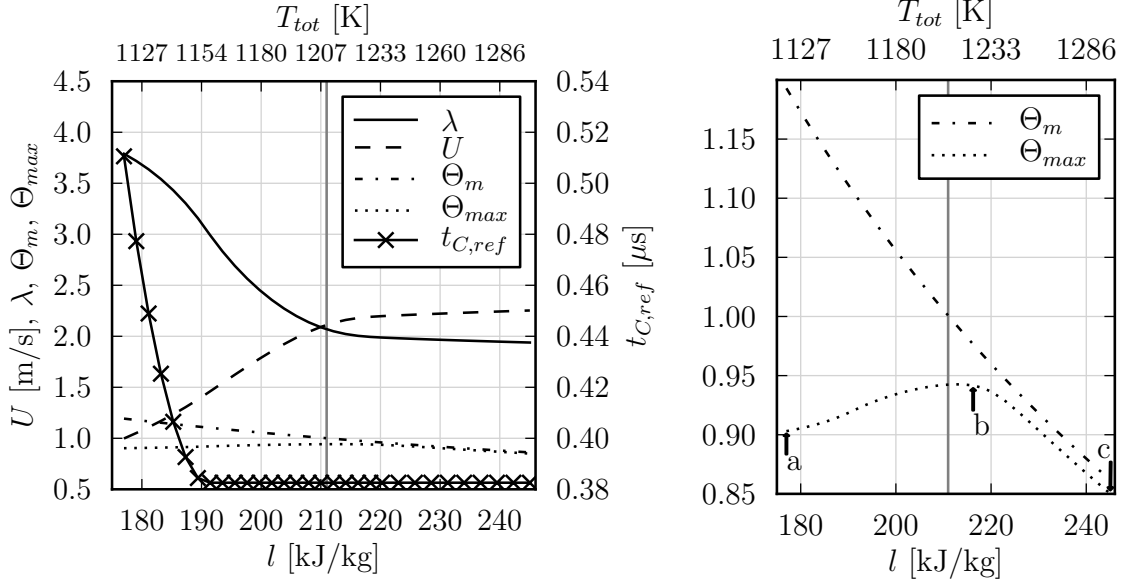 T_tot [K]
1127 1154 1180 1207 1233 1260 1286
4.5
4.0
3.5
3.0
2.5
2.0
1.5
1.0
0.5
U [m/s], λ, Θ_m, Θ_max
λ
U
Θ_m
Θ_max
t_C,ref
0.54
0.52
0.50
0.48
0.46
0.44
0.42
0.40
0.38
t_C,ref [μs]
180 190 200 210 220 230 240
l [kJ/kg]
T_tot [K]
1127 1180 1233 1286
1.15
1.10
1.05
1.00
0.95
0.90
0.85
Θ_m
Θ_max
a
b
c
180 200 220 240
l [kJ/kg]